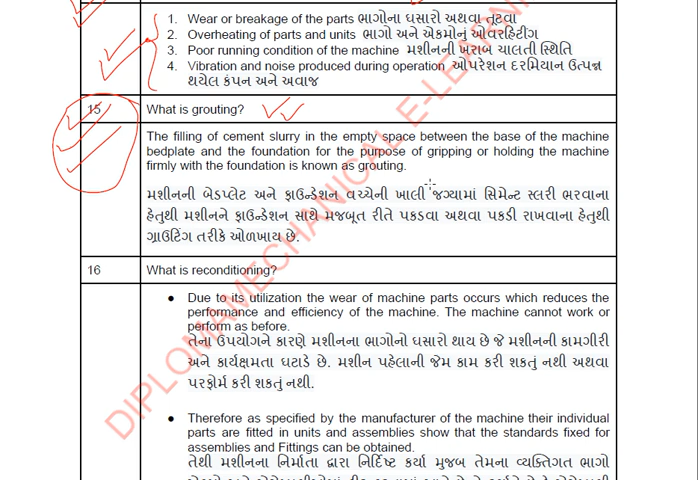 1. Wear or breakage of the parts ભાગોના ઘસારો અથવા તૂટવા
2. Overheating of parts and units ભાગો અને એકમોનું ઓવરહિટીંગ
3. Poor running condition of the machine મશીનની ખરાબ ચાલતી સ્થિતિ
4. Vibration and noise produced during operation ઓપરેશન દરમિયાન ઉત્પન્ન
થયેલ કંપન અને અવાજ
15 What is grouting?
The filling of cement slurry in the empty space between the base of the machine
bedplate and the foundation for the purpose of gripping or holding the machine
firmly with the foundation is known as grouting.
મશીનની બેડપ્લેટ અને ફાઉન્ડેશન વચ્ચેની ખાલી જગ્યામાં સિમેન્ટ સ્લરી ભરવાના
હેતુથી મશીનને ફાઉન્ડેશન સાથે મજબૂત રીતે પકડવા અથવા પકડી રાખવાના હેતુથી
ગ્રાઉટિંગ તરીકે ઓળખાય છે.
16 What is reconditioning?
● Due to its utilization the wear of machine parts occurs which reduces the
performance and efficiency of the machine. The machine cannot work or
perform as before.
તેના ઉપયોગને કારણે મશીનના ભાગોનો ઘસારો થાય છે જે મશીનની કામગીરી
અને કાર્યક્ષમતા ઘટાડે છે. મશીન પહેલાની જેમ કામ કરી શકતું નથી અથવા
પરફોર્મ કરી શકતું નથી.
● Therefore as specified by the manufacturer of the machine their individual
parts are fitted in units and assemblies show that the standards fixed for
assemblies and Fittings can be obtained.
તેથી મશીનના નિર્માતા દ્વારા નિર્દિષ્ટ કર્યા મુજબ તેમના વ્યક્તિગત ભાગો
DIPLOMAMECHANICAL E-LEARN